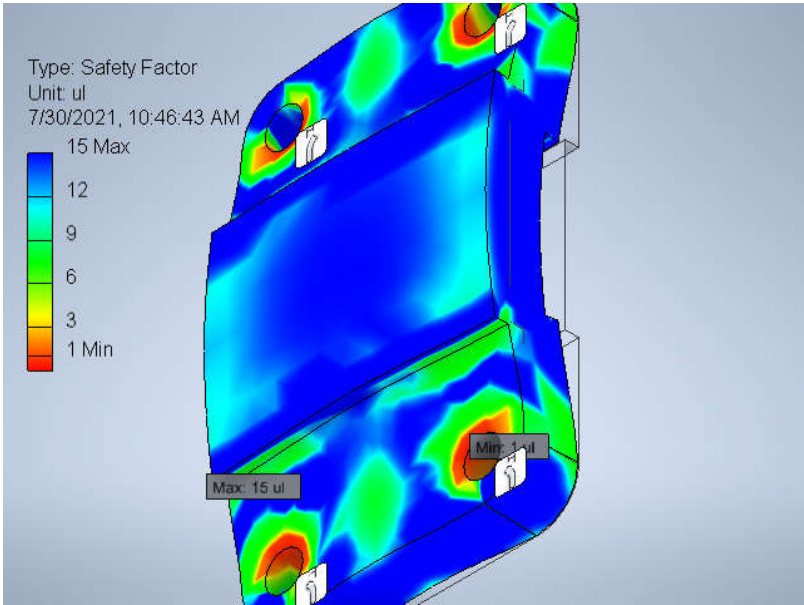 Type: Safety Factor
Unit: ul
7/30/2021, 10:46:43 AM
15 Max
12
9
6
3
1 Min
Min: 1 ul
Max: 15 ul